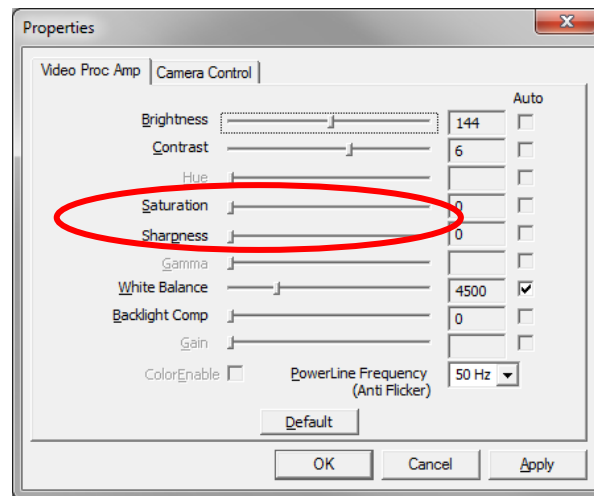 Properties
Video Proc Amp Camera Control
Auto
Brightness 144
Contrast 6
Hue
Saturation 0
Sharpness 0
Gamma
White Balance 4500
Backlight Comp 0
Gain
ColorEnable PowerLine Frequency 50 Hz
(Anti Flicker)
Default
OK Cancel Apply